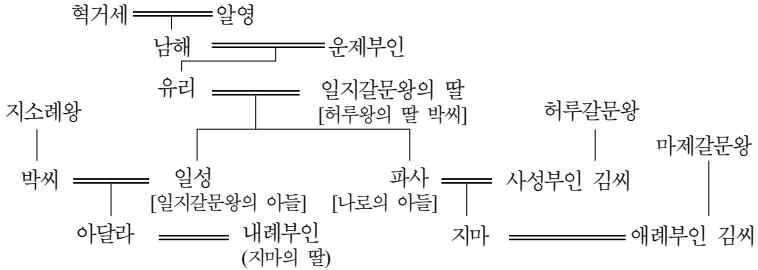 혁거세 알영
남해 운제부인
유리 일지갈문왕의 딸
[허루왕의 딸 박씨]
지소례왕 허루갈문왕
마제갈문왕
박씨 일성 파사 사성부인 김씨
[일지갈문왕의 아들] [나로의 아들]
아달라 내례부인 지마 애례부인 김씨
(지마의 딸)